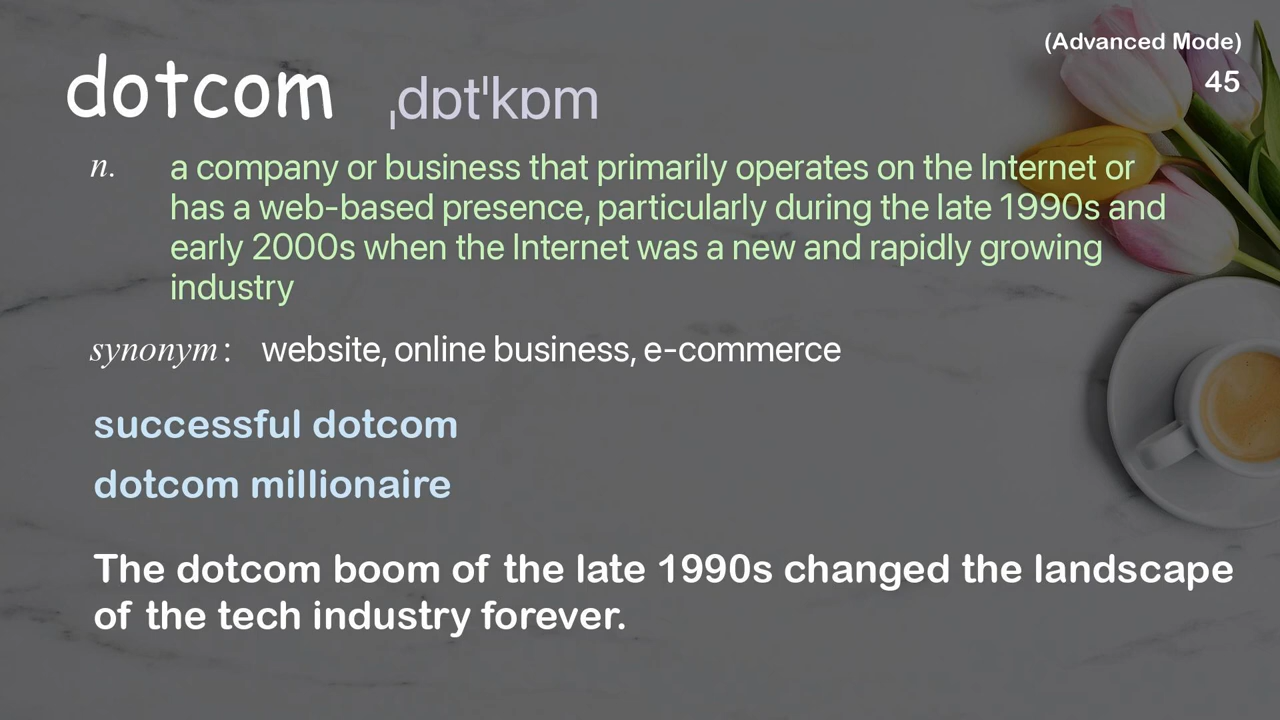 (Advanced Mode)
45
dotcom ˌdɒtˈkɒm
n. a company or business that primarily operates on the Internet or
has a web-based presence, particularly during the late 1990s and
early 2000s when the Internet was a new and rapidly growing
industry
synonym: website, online business, e-commerce
successful dotcom
dotcom millionaire
The dotcom boom of the late 1990s changed the landscape
of the tech industry forever.